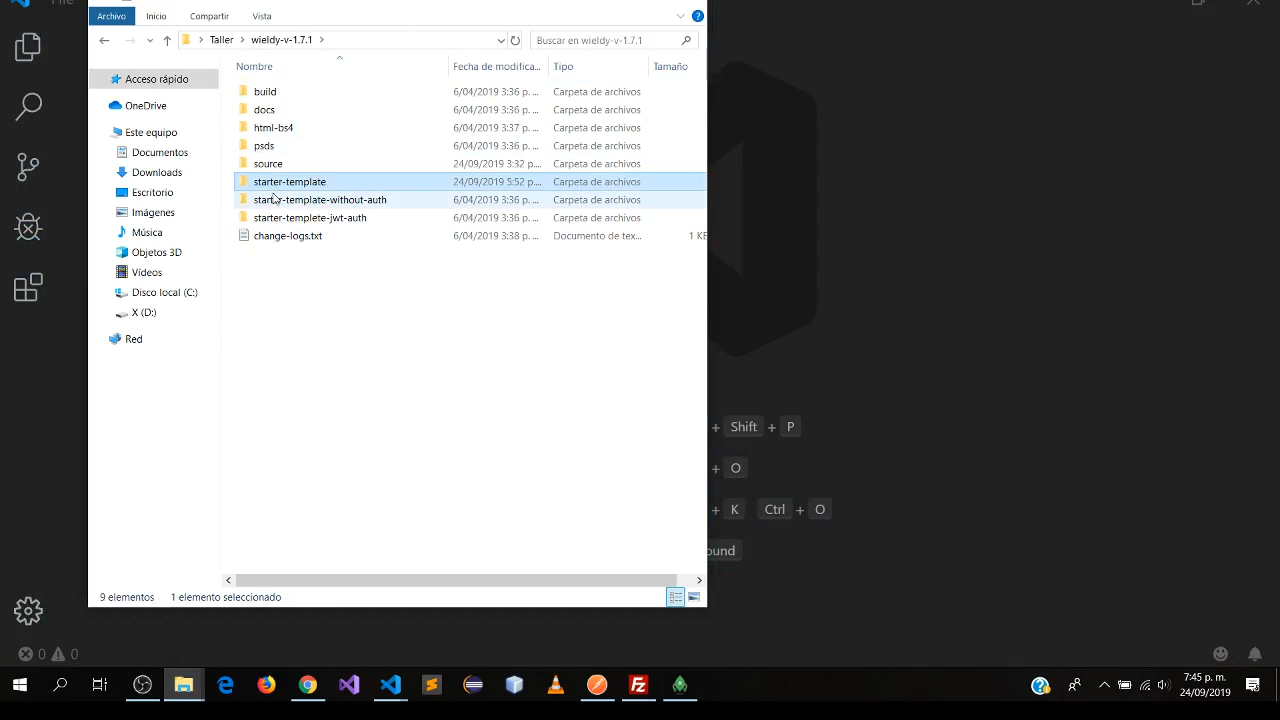 File
Archivo Inicio Compartir Vista
Taller > wieldy-v-1.7.1 > Buscar en wieldy-v-1.7.1
Nombre Fecha de modifica... Tipo Tamaño
Acceso rápido
OneDrive
Este equipo
Documentos
Downloads
Escritorio
Imágenes
Música
Objetos 3D
Vídeos
Disco local (C:)
X (D:)
Red
build 6/04/2019 3:36 p. ... Carpeta de archivos
docs 6/04/2019 3:36 p. ... Carpeta de archivos
html-bs4 6/04/2019 3:37 p. ... Carpeta de archivos
psds 6/04/2019 3:36 p. ... Carpeta de archivos
source 24/09/2019 3:32 p.... Carpeta de archivos
starter-template 24/09/2019 5:52 p.... Carpeta de archivos
starter-template-without-auth 6/04/2019 3:36 p. ... Carpeta de archivos
starter-templete-jwt-auth 6/04/2019 3:36 p. ... Carpeta de archivos
change-logs.txt 6/04/2019 3:38 p. ... Documento de tex... 1 KB
+ Shift + P
+ O
+ K Ctrl + O
ound
9 elementos 1 elemento seleccionado
0 0
7:45 p. m.
24/09/2019